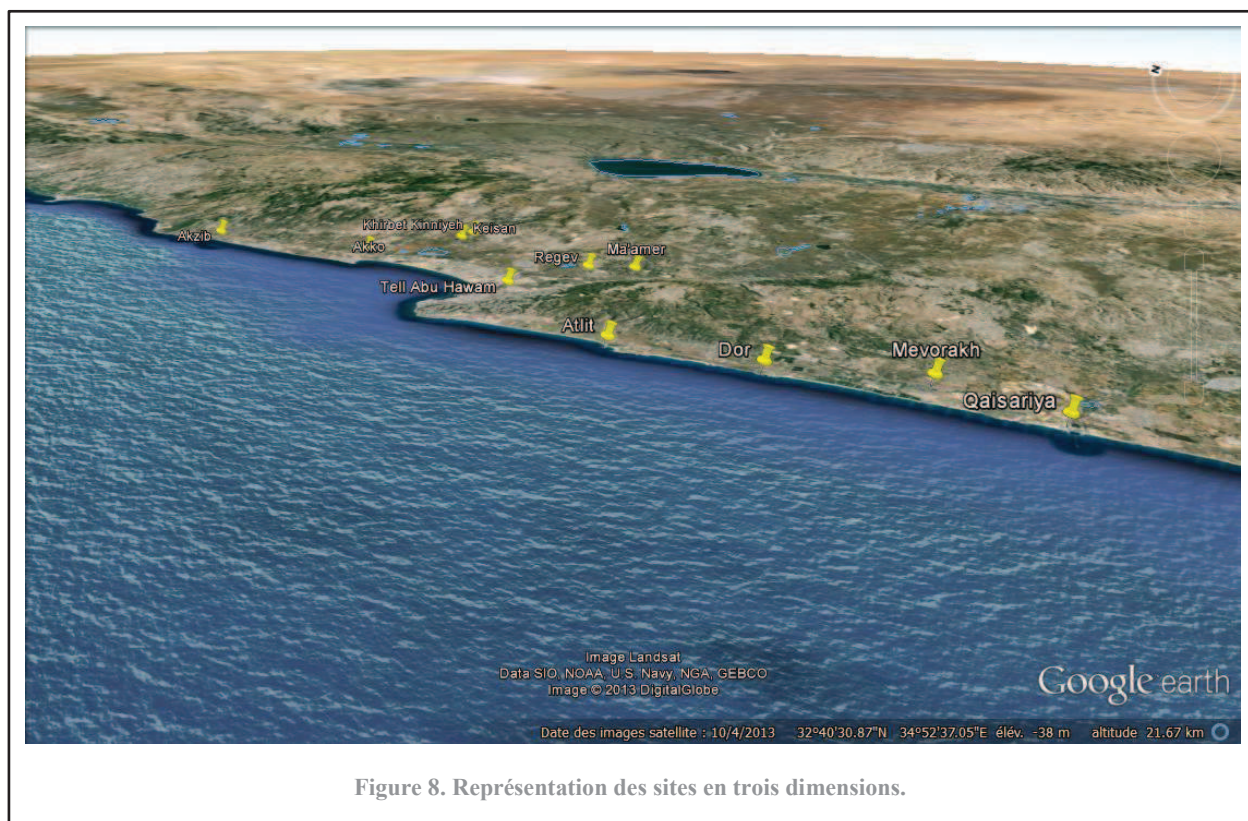 N
Akzib
Khirbet Kinniyeh
Keisan
Akko
Regev
Ma'amer
Tell Abu Hawam
Atlit
Dor
Mevorakh
Qaisariya
Image Landsat
Data SIO, NOAA, U.S. Navy, NGA, GEBCO
Image © 2013 DigitalGlobe
Google earth
Date des images satellite : 10/4/2013 32°40'30.87"N 34°52'37.05"E élév. -38 m altitude 21.67 km
Figure 8. Représentation des sites en trois dimensions.